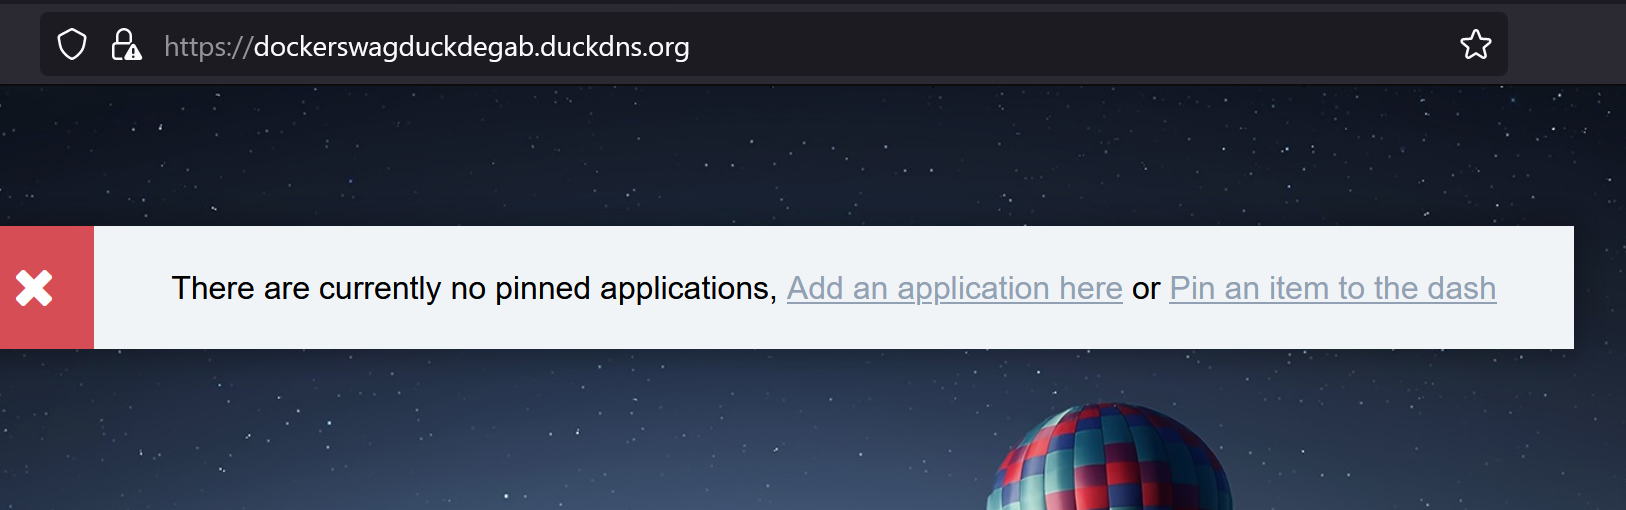 https://dockerswagduckdegab.duckdns.org
There are currently no pinned applications, Add an application here or Pin an item to the dash